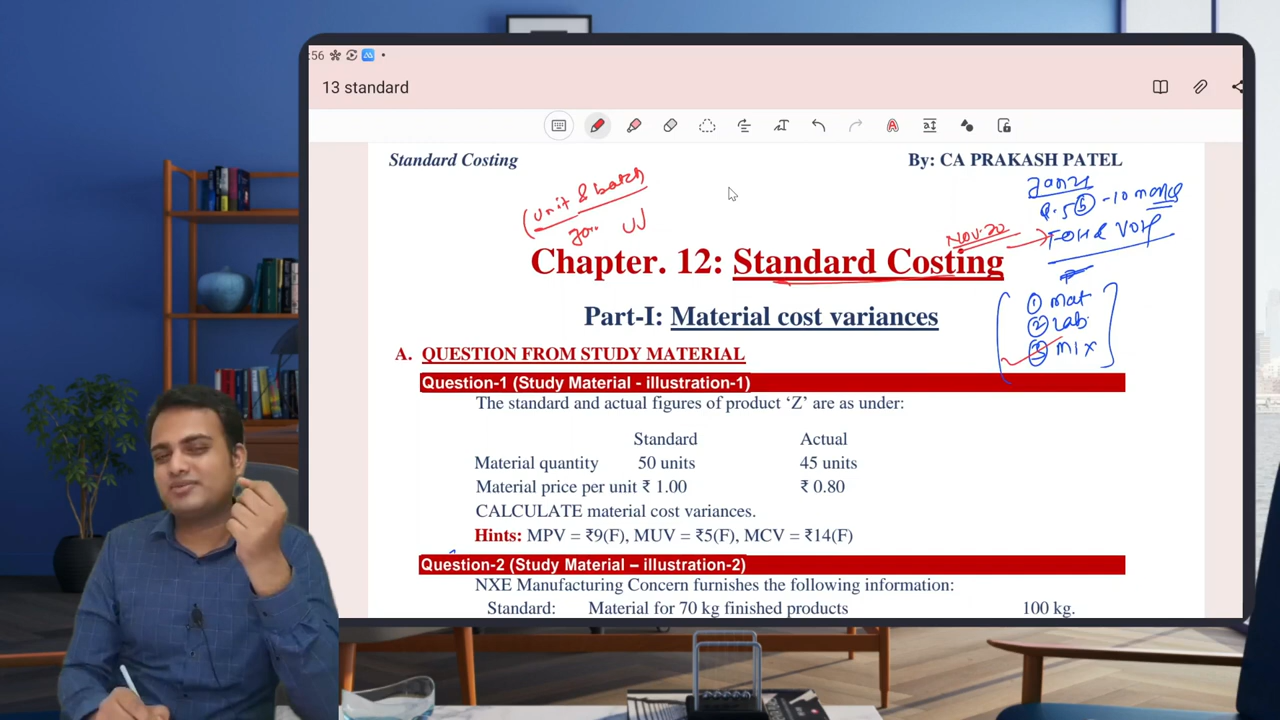 :56
13 standard
Standard Costing
By: CA PRAKASH PATEL
(Unit & batch
Nov-20
FOH & VOH
Chapter. 12: Standard Costing
① mat
② Lab
③ mix
Part-I: Material cost variances
A. QUESTION FROM STUDY MATERIAL
Question-1 (Study Material - illustration-1)
The standard and actual figures of product ‘Z’ are as under:
Standard Actual
Material quantity 50 units 45 units
Material price per unit ₹ 1.00 ₹ 0.80
CALCULATE material cost variances.
Hints: MPV = ₹9(F), MUV = ₹5(F), MCV = ₹14(F)
Question-2 (Study Material – illustration-2)
NXE Manufacturing Concern furnishes the following information:
Standard: Material for 70 kg finished products 100 kg.